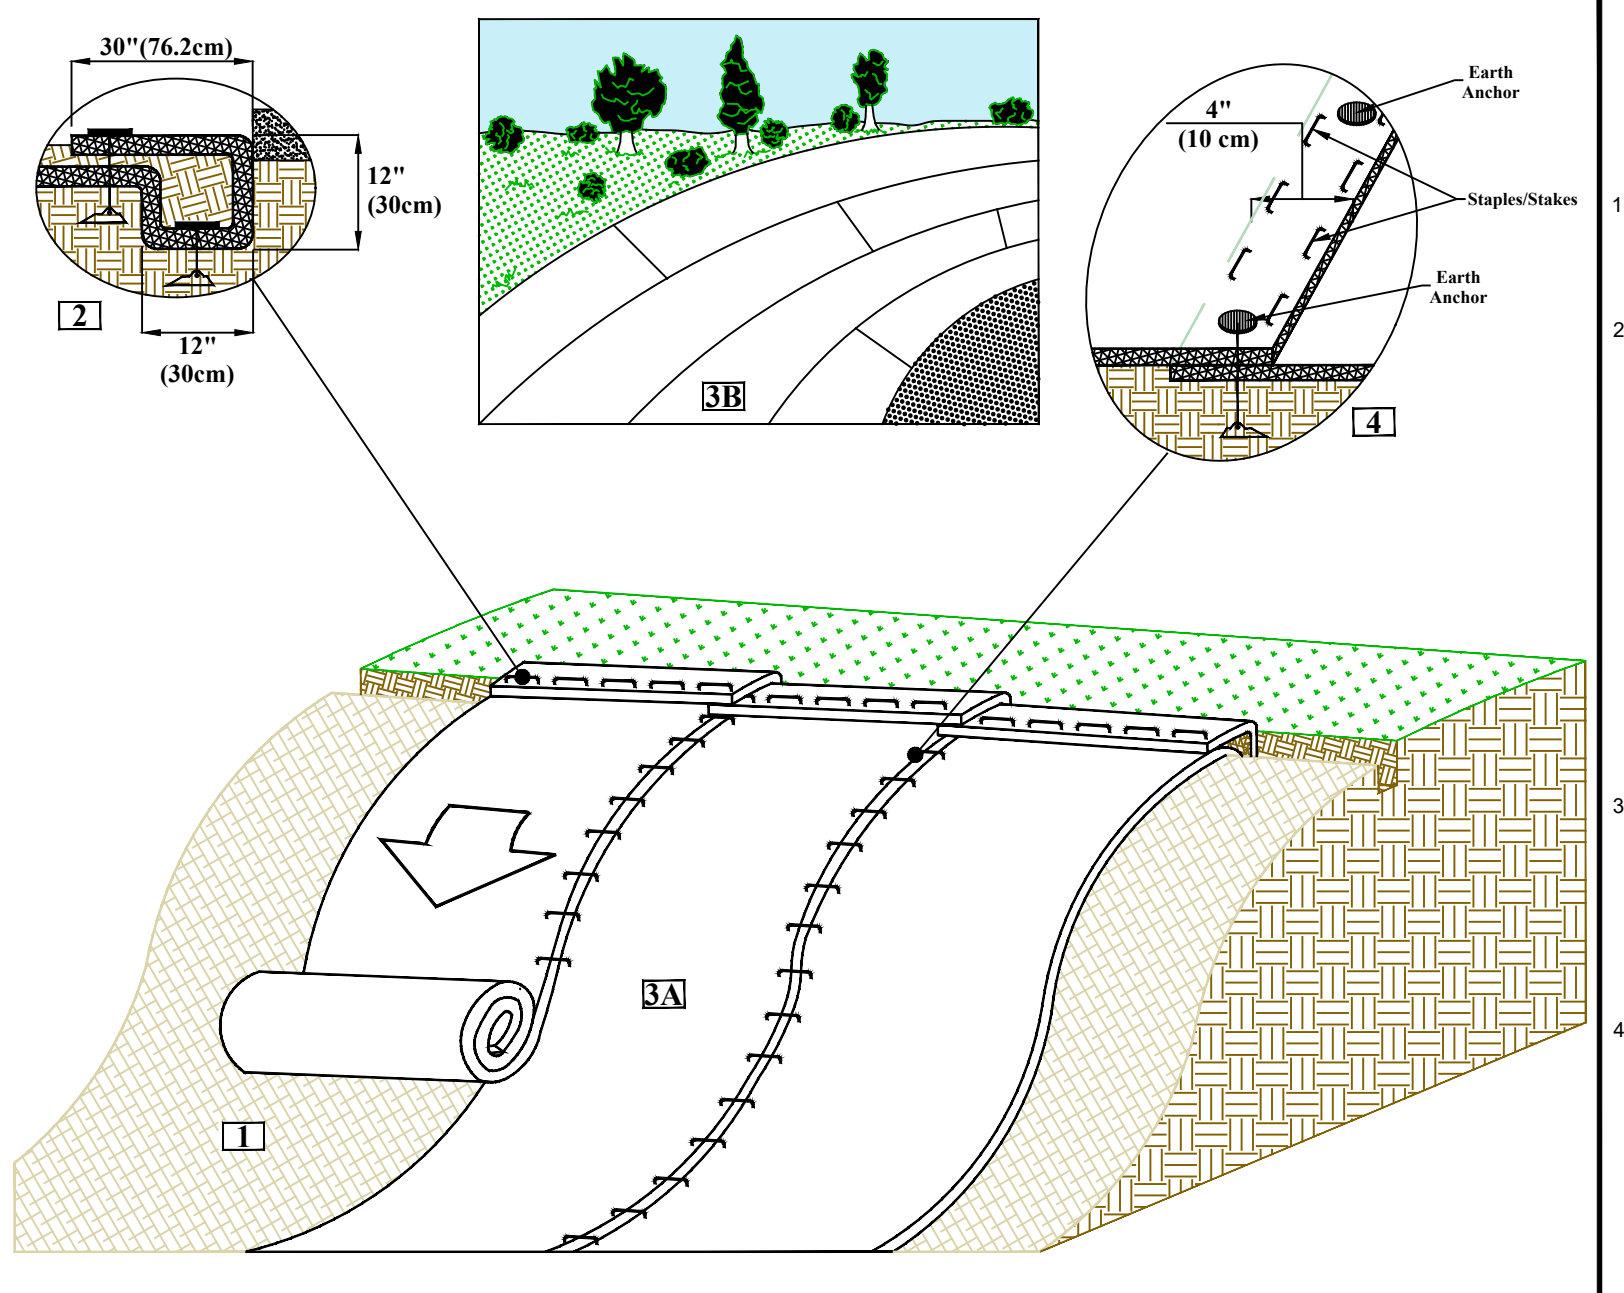 30"(76.2cm)
12"
(30cm)
2
12"
(30cm)
3B
4"
(10 cm)
Earth
Anchor
Staples/Stakes
Earth
Anchor
4
3A
1
1
2
3
4